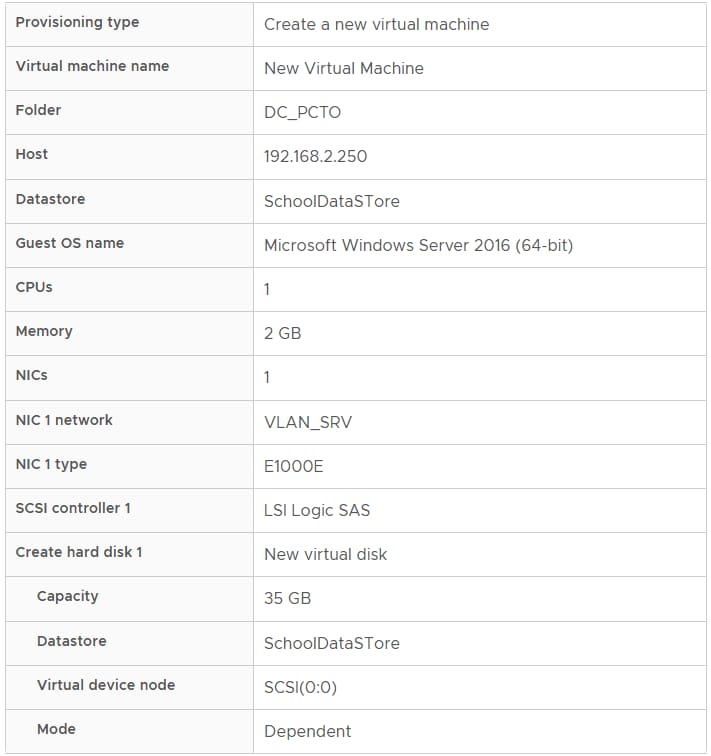 Provisioning type Create a new virtual machine
Virtual machine name New Virtual Machine
Folder DC_PCTO
Host 192.168.2.250
Datastore SchoolDataSTore
Guest OS name Microsoft Windows Server 2016 (64-bit)
CPUs 1
Memory 2 GB
NICs 1
NIC 1 network VLAN_SRV
NIC 1 type E1000E
SCSI controller 1 LSI Logic SAS
Create hard disk 1 New virtual disk
Capacity 35 GB
Datastore SchoolDataSTore
Virtual device node SCSI(0:0)
Mode Dependent